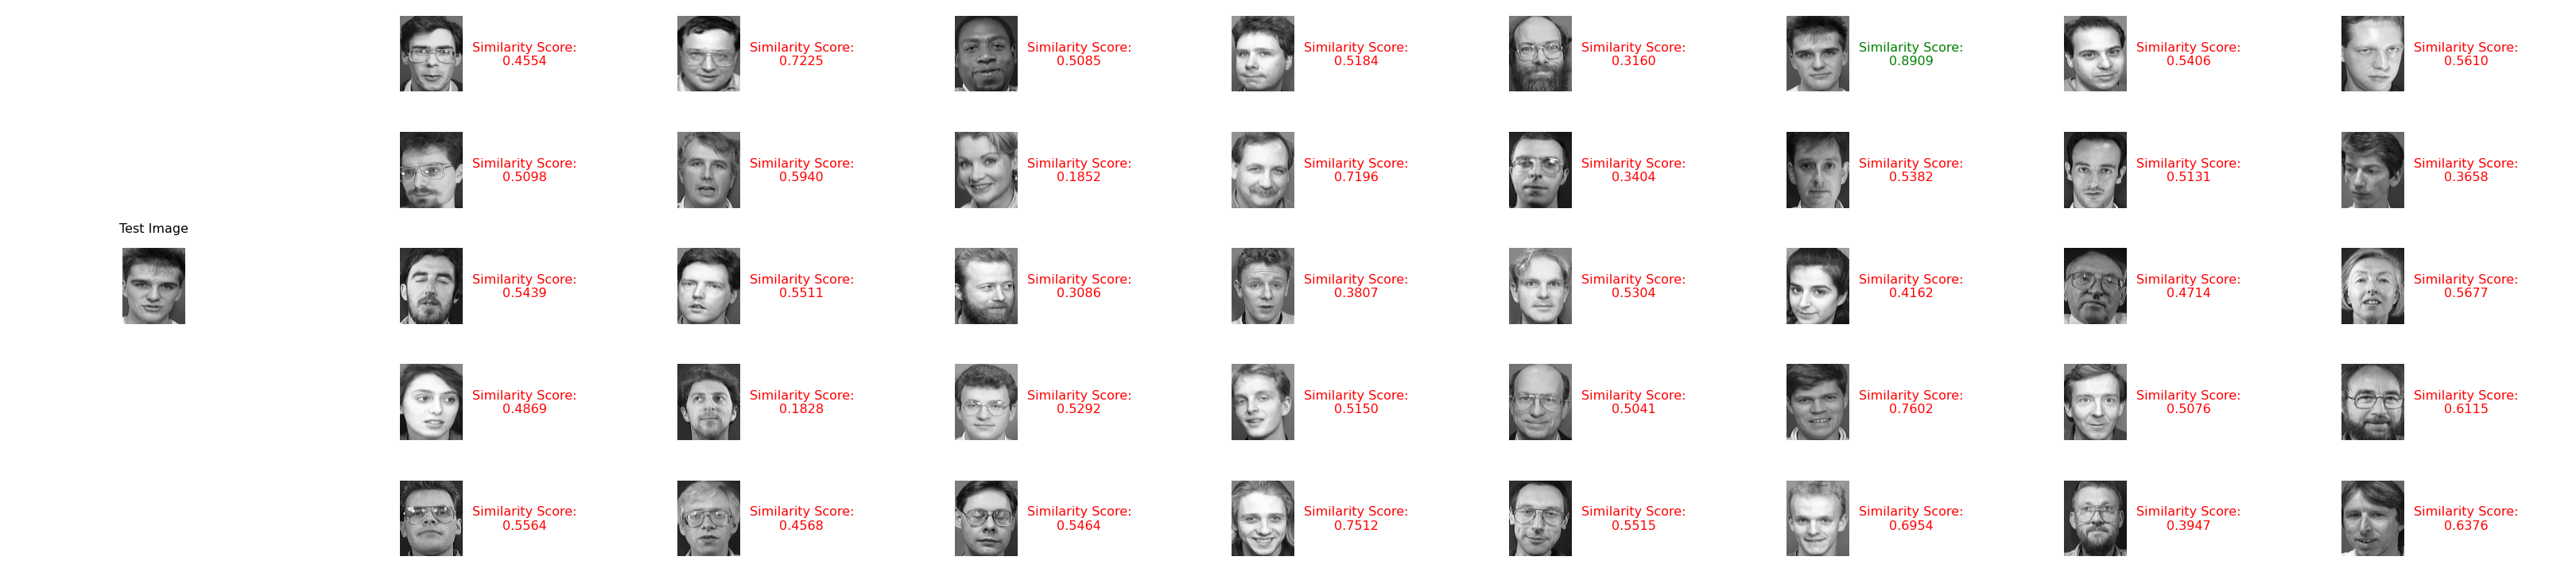 Similarity Score:
0.4554
Similarity Score:
0.7225
Similarity Score:
0.5085
Similarity Score:
0.5184
Similarity Score:
0.3160
Similarity Score:
0.8909
Similarity Score:
0.5406
Similarity Score:
0.5610
Similarity Score:
0.5098
Similarity Score:
0.5940
Similarity Score:
0.1852
Similarity Score:
0.7196
Similarity Score:
0.3404
Similarity Score:
0.5382
Similarity Score:
0.5131
Similarity Score:
0.3658
Test Image
Similarity Score:
0.5439
Similarity Score:
0.5511
Similarity Score:
0.3086
Similarity Score:
0.3807
Similarity Score:
0.5304
Similarity Score:
0.4162
Similarity Score:
0.4714
Similarity Score:
0.5677
Similarity Score:
0.4869
Similarity Score:
0.1828
Similarity Score:
0.5292
Similarity Score:
0.5150
Similarity Score:
0.5041
Similarity Score:
0.7602
Similarity Score:
0.5076
Similarity Score:
0.6115
Similarity Score:
0.5564
Similarity Score:
0.4568
Similarity Score:
0.5464
Similarity Score:
0.7512
Similarity Score:
0.5515
Similarity Score:
0.6954
Similarity Score:
0.3947
Similarity Score:
0.6376